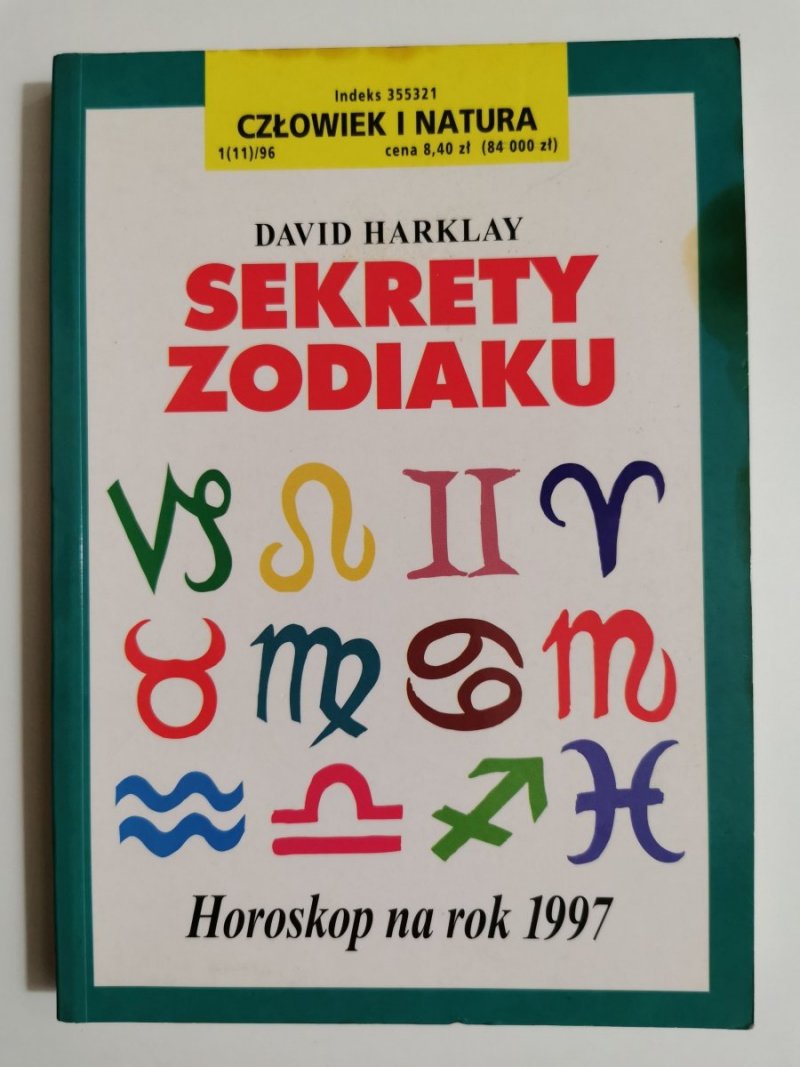 Indeks 355321
CZŁOWIEK I NATURA
1(11)/96 cena 8,40 zł (84 000 zł)
DAVID HARKLAY
SEKRETY
ZODIAKU
Horoskop na rok 1997